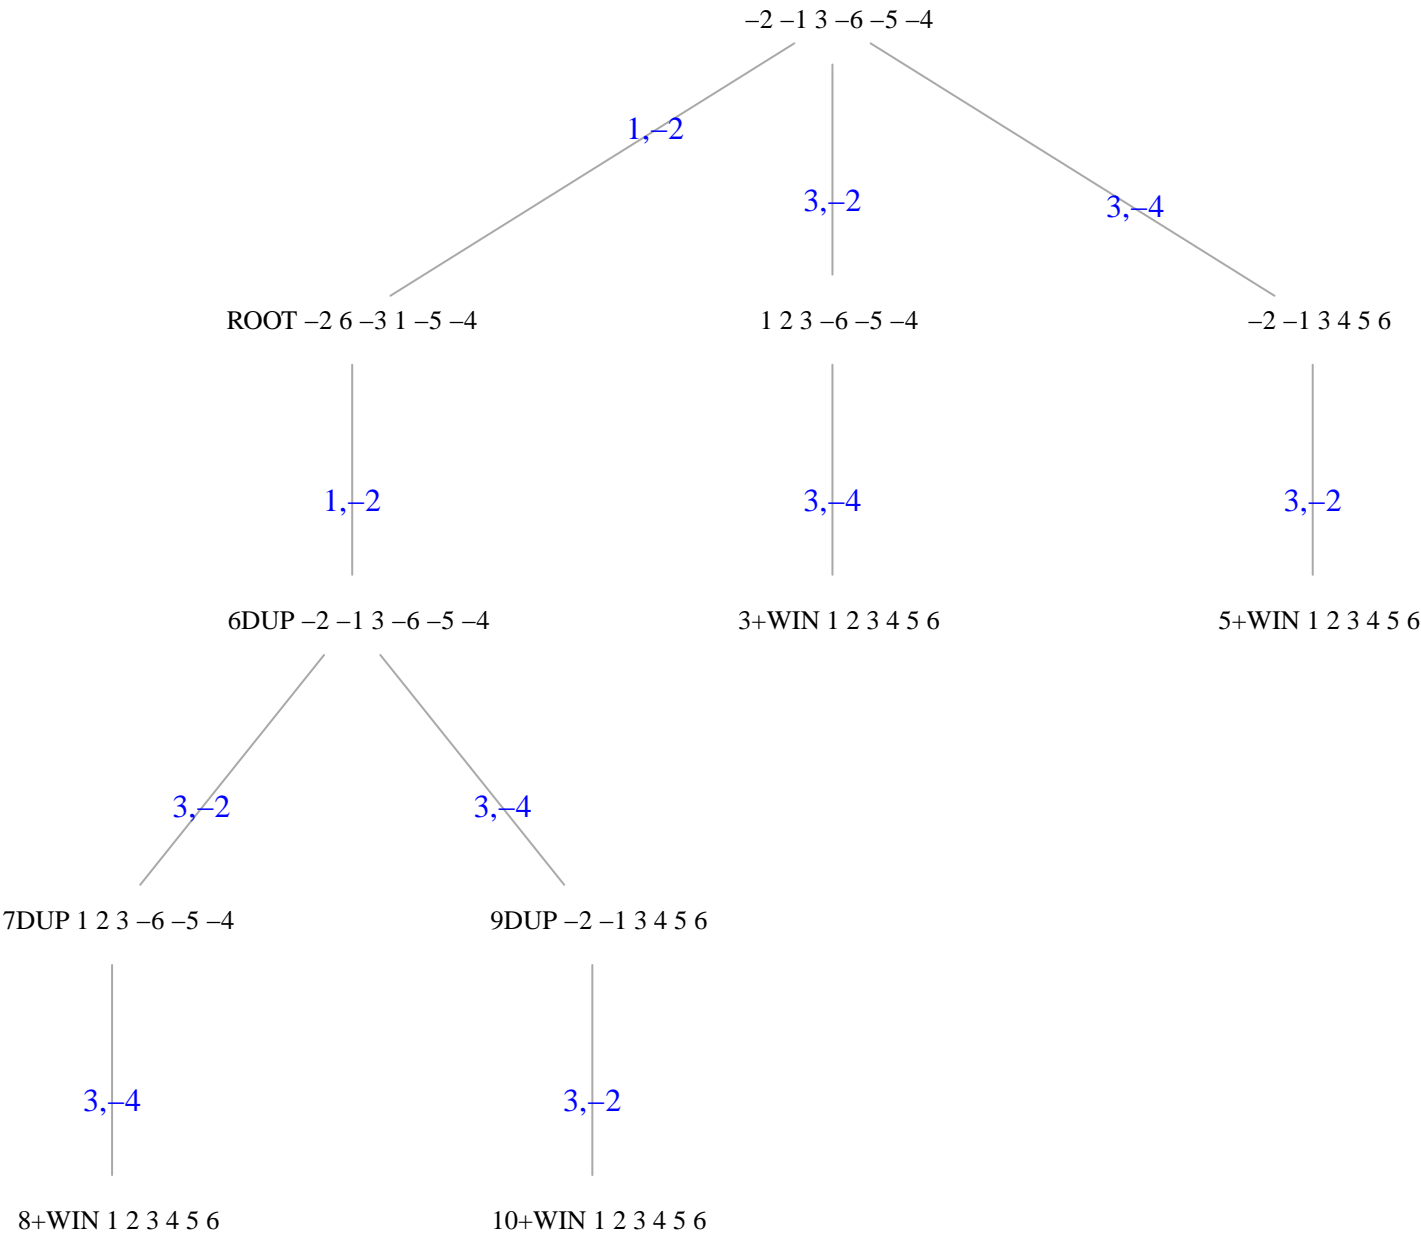 –2 –1 3 –6 –5 –4
1,–2
3,–2
3,–4
ROOT –2 6 –3 1 –5 –4
1 2 3 –6 –5 –4
–2 –1 3 4 5 6
1,–2
3,–4
3,–2
6DUP –2 –1 3 –6 –5 –4
3+WIN 1 2 3 4 5 6
5+WIN 1 2 3 4 5 6
3,–2
3,–4
7DUP 1 2 3 –6 –5 –4
9DUP –2 –1 3 4 5 6
3,–4
3,–2
8+WIN 1 2 3 4 5 6
10+WIN 1 2 3 4 5 6